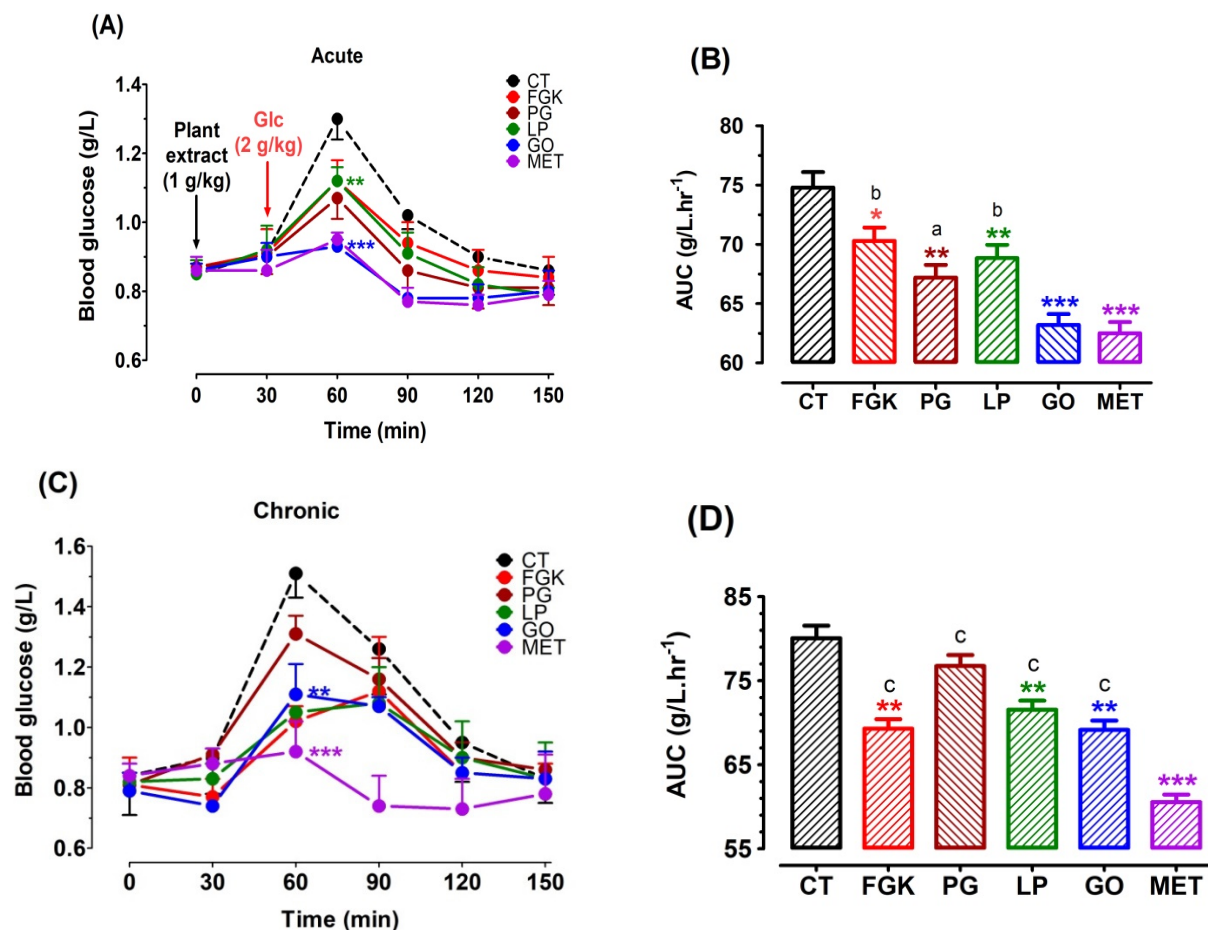 (A)
Acute
Blood glucose (g/L)
1.4
1.2
1.0
0.8
0.6
Plant
extract
(1 g/kg)
Glc
(2 g/kg)
**
***
CT
FGK
PG
LP
GO
MET
0 30 60 90 120 150
Time (min)
(B)
AUC (g/L.hr⁻¹)
80
75
70
65
60
b
*
a
**
b
**
***
***
CT FGK PG LP GO MET
(C)
Chronic
Blood glucose (g/L)
1.6
1.4
1.2
1.0
0.8
0.6
**
***
CT
FGK
PG
LP
GO
MET
0 30 60 90 120 150
Time (min)
(D)
AUC (g/L.hr⁻¹)
85
75
65
55
c
**
c
c
**
c
**
***
CT FGK PG LP GO MET